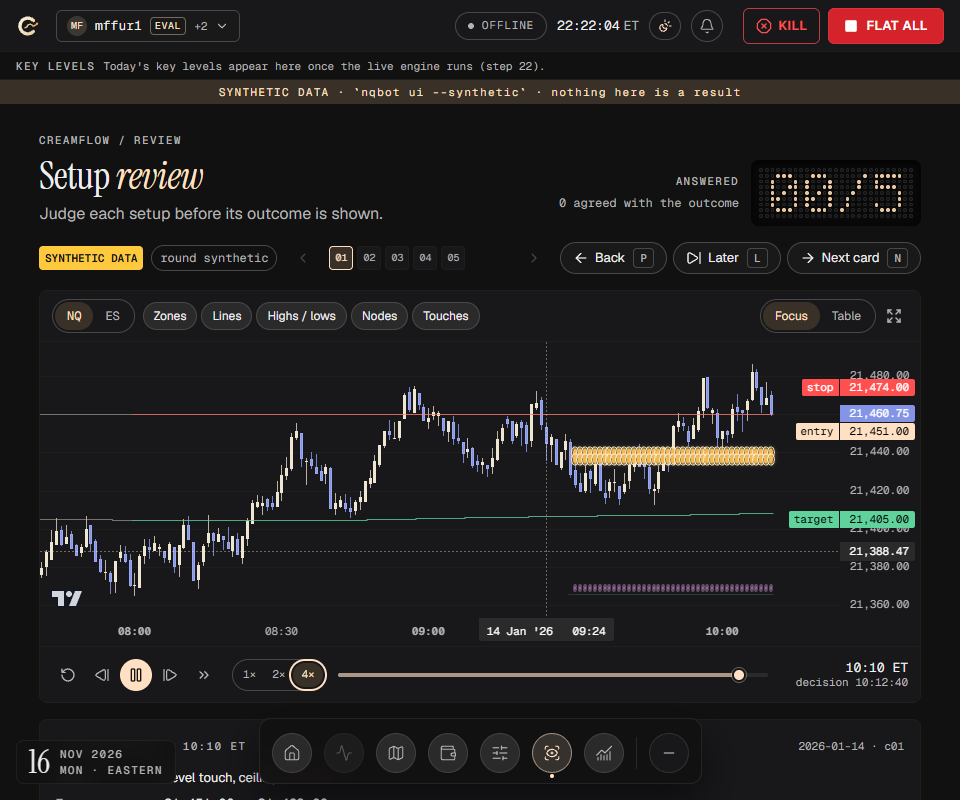 MF mffur1 EVAL +2 OFFLINE 22:22:04 ET KILL FLAT ALL
KEY LEVELS Today's key levels appear here once the live engine runs (step 22).
SYNTHETIC DATA · `nqbot ui --synthetic` · nothing here is a result
CREAMFLOW / REVIEW
Setup review
Judge each setup before its outcome is shown.
ANSWERED
0 agreed with the outcome
00/5
SYNTHETIC DATA round synthetic 01 02 03 04 05 Back P Later L Next card N
NQ ES Zones Lines Highs / lows Nodes Touches Focus Table
21,480.00
stop 21,474.00
21,460.75
entry 21,451.00
21,440.00
21,420.00
target 21,405.00
21,400.00
21,388.47
21,380.00
21,360.00
08:00 08:30 09:00 14 Jan '26 09:24 10:00
1× 2× 4× 10:10 ET
decision 10:12:40
16 NOV 2026
MON · EASTERN
10:10 ET 2026-01-14 · c01